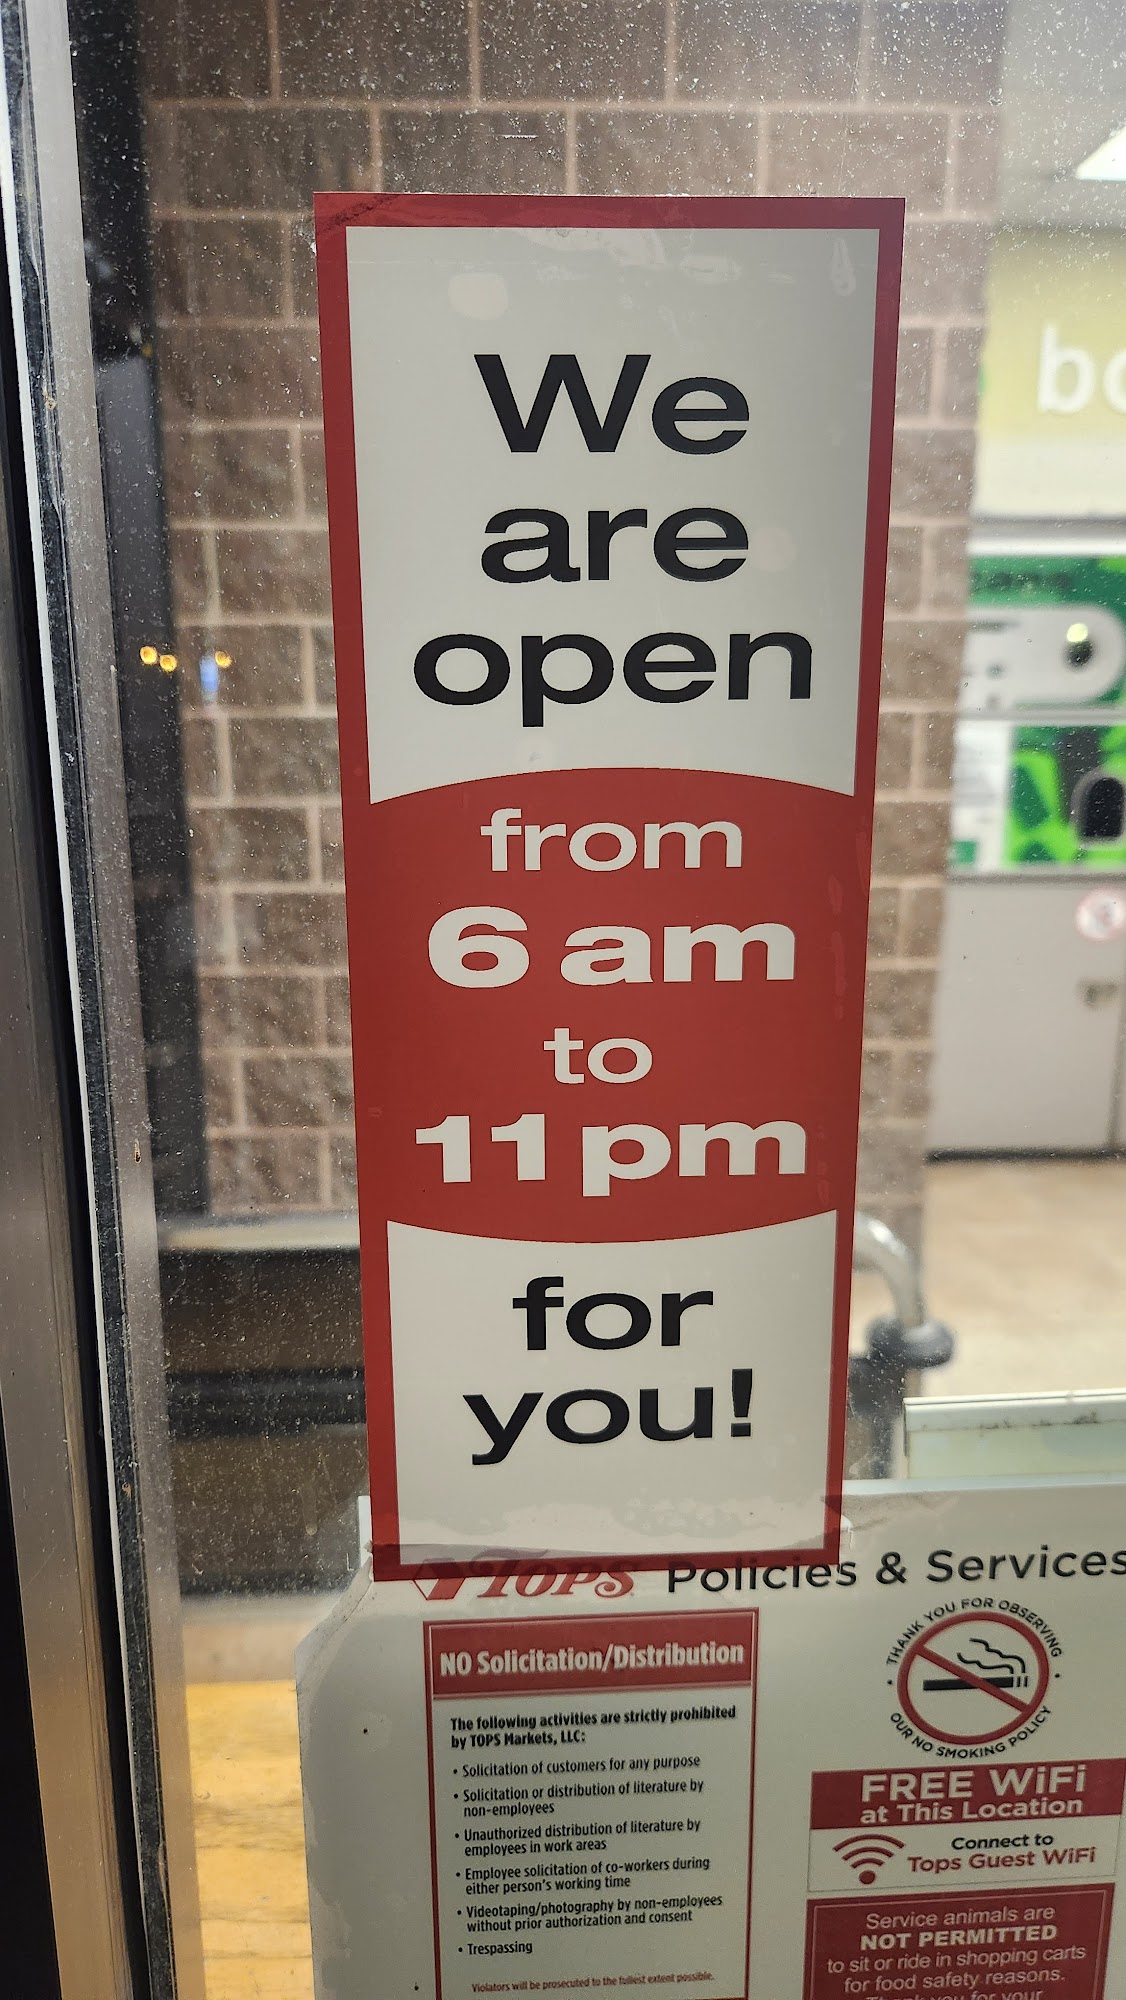 We
are
open
from
6 am
to
11 pm
for
you!
TOPS Policies & Services
NO Solicitation/Distribution
The following activities are strictly prohibited
by TOPS Markets, LLC:
• Solicitation of customers for any purpose
• Solicitation or distribution of literature by
non-employees
• Unauthorized distribution of literature by
employees in work areas
• Employee solicitation of co-workers during
either person's working time
• Videotaping/photography by non-employees
without prior authorization and consent
• Trespassing
Violators will be prosecuted to the fullest extent possible.
THANK YOU FOR OBSERVING
OUR NO SMOKING POLICY
FREE WiFi
at This Location
Connect to
Tops Guest WiFi
Service animals are
NOT PERMITTED
to sit or ride in shopping carts
for food safety reasons.
Thank you for your